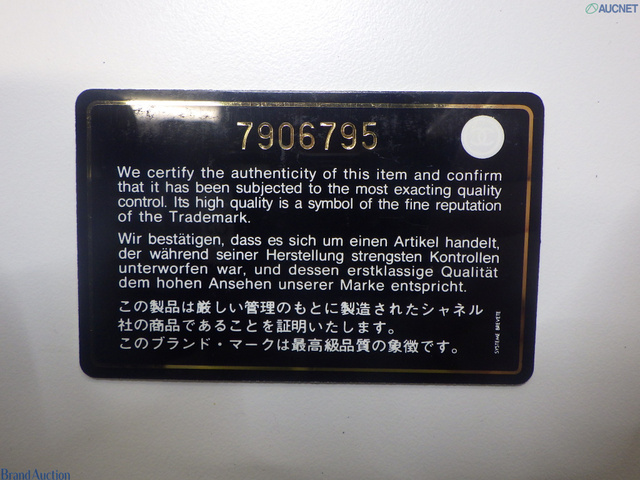 AUCNET
7906795
We certify the authenticity of this item and confirm
that it has been subjected to the most exacting quality
control. Its high quality is a symbol of the fine reputation
of the Trademark.
Wir bestätigen, dass es sich um einen Artikel handelt,
der während seiner Herstellung strengsten Kontrollen
unterworfen war, und dessen erstklassige Qualität
dem hohen Ansehen unserer Marke entspricht.
この製品は厳しい管理のもとに製造されたシャネル
社の商品であることを証明いたします。
このブランド・マークは最高級品質の象徴です。
Brand Auction